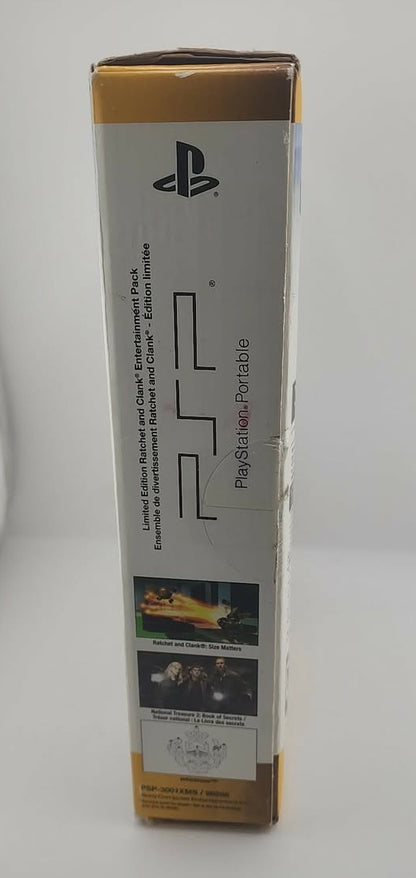 Limited Edition Ratchet and Clank® Entertainment Pack
Ensemble de divertissement Ratchet and Clank® - Édition limitée
PSP®
PlayStation®Portable
Ratchet and Clank®: Size Matters
National Treasure 2: Book of Secrets /
Trésor national : Le Livre des secrets
PSP-3001XMS /